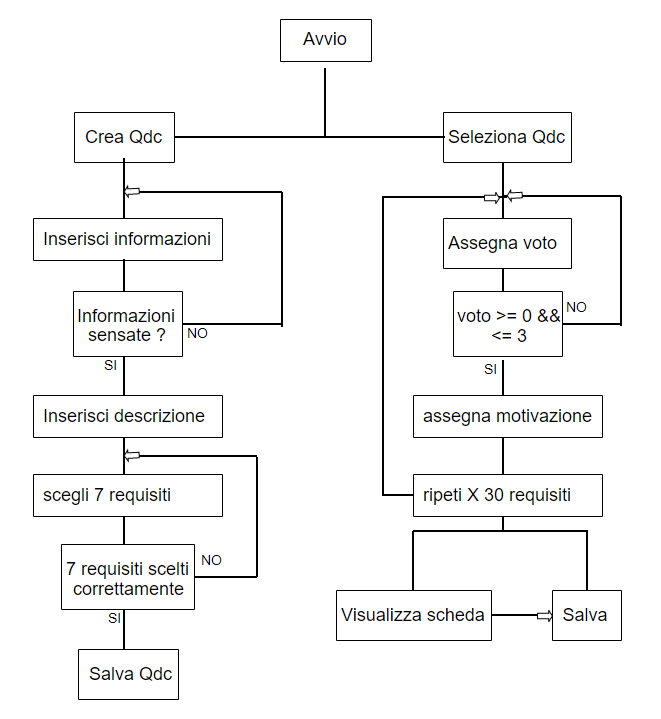 Avvio
Crea Qdc
Seleziona Qdc
Inserisci informazioni
Assegna voto
Informazioni
sensate ?
NO
voto >= 0 &&
<= 3
NO
SI
SI
Inserisci descrizione
assegna motivazione
scegli 7 requisiti
ripeti X 30 requisiti
7 requisiti scelti
correttamente
NO
SI
Visualizza scheda
Salva
Salva Qdc